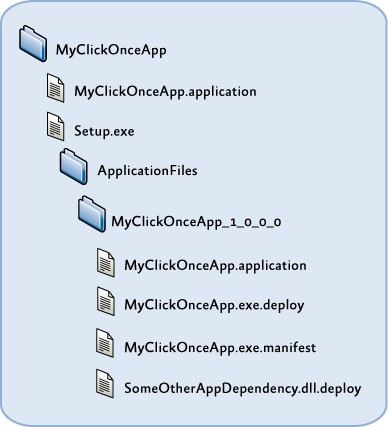 MyClickOnceApp
MyClickOnceApp.application
Setup.exe
ApplicationFiles
MyClickOnceApp_1_0_0_0
MyClickOnceApp.application
MyClickOnceApp.exe.deploy
MyClickOnceApp.exe.manifest
SomeOtherAppDependency.dll.deploy